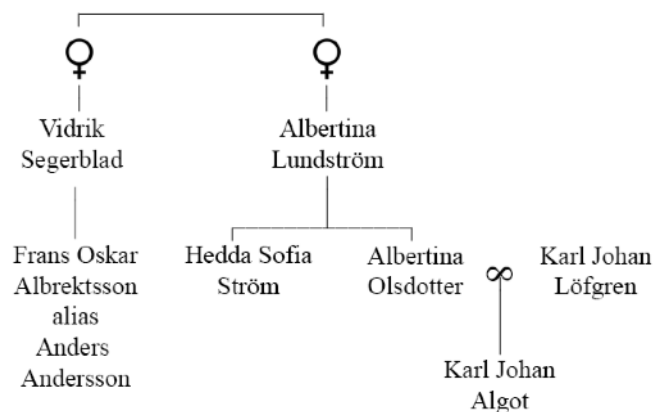 ♀ ♀
Vidrik
Segerblad
Albertina
Lundström
Frans Oskar
Albrektsson
alias
Anders
Andersson
Hedda Sofia
Ström
Albertina
Olsdotter
∞
Karl Johan
Löfgren
Karl Johan
Algot